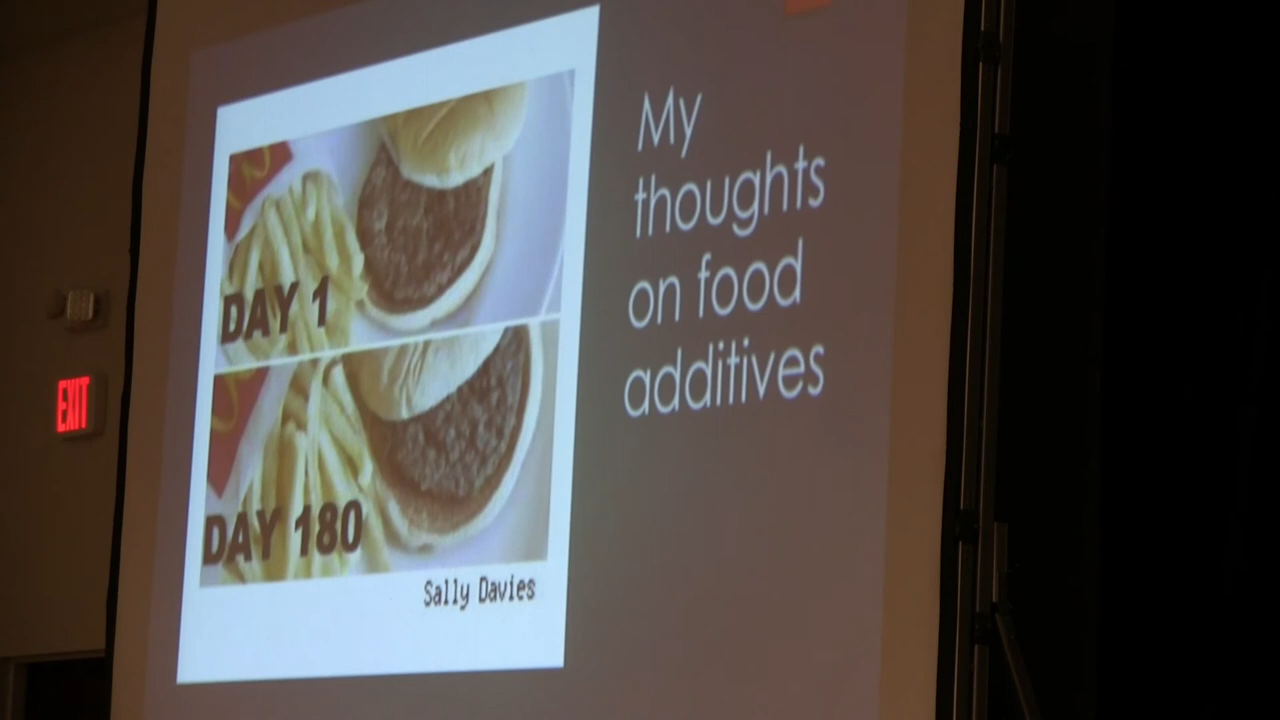 My
thoughts
on food
additives
DAY 1
DAY 180
Sally Davies
EXIT